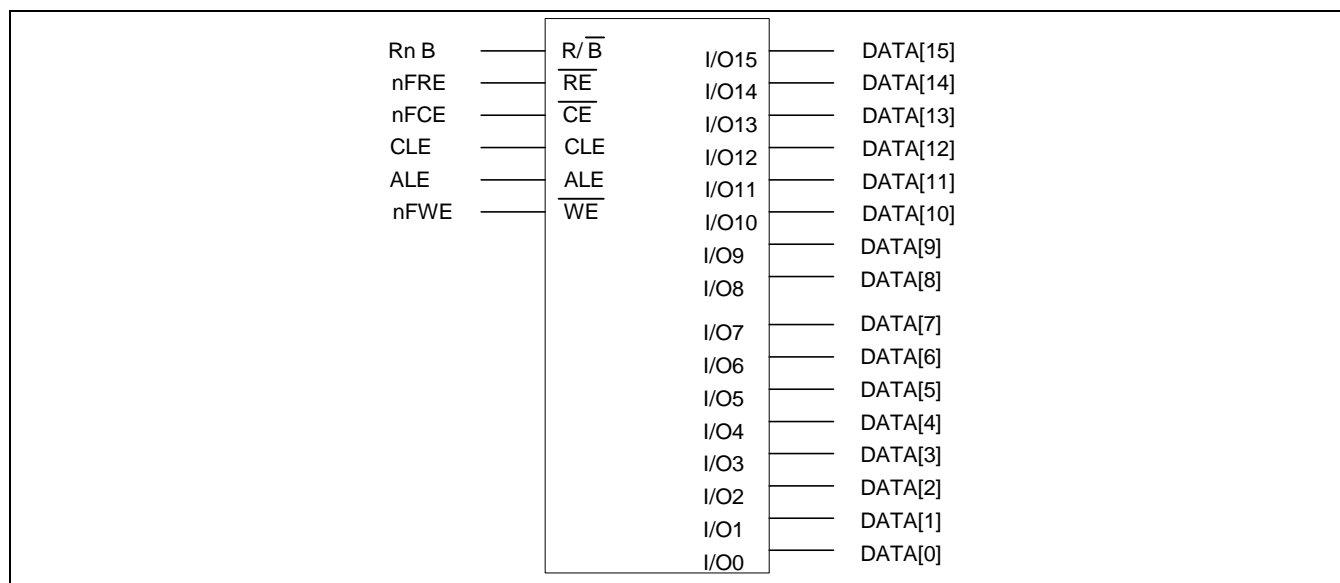 Rn B R/ B I/O15 DATA[15]
nFRE RE I/O14 DATA[14]
nFCE CE I/O13 DATA[13]
CLE CLE I/O12 DATA[12]
ALE ALE I/O11 DATA[11]
nFWE WE I/O10 DATA[10]
I/O9 DATA[9]
I/O8 DATA[8]
I/O7 DATA[7]
I/O6 DATA[6]
I/O5 DATA[5]
I/O4 DATA[4]
I/O3 DATA[3]
I/O2 DATA[2]
I/O1 DATA[1]
I/O0 DATA[0]